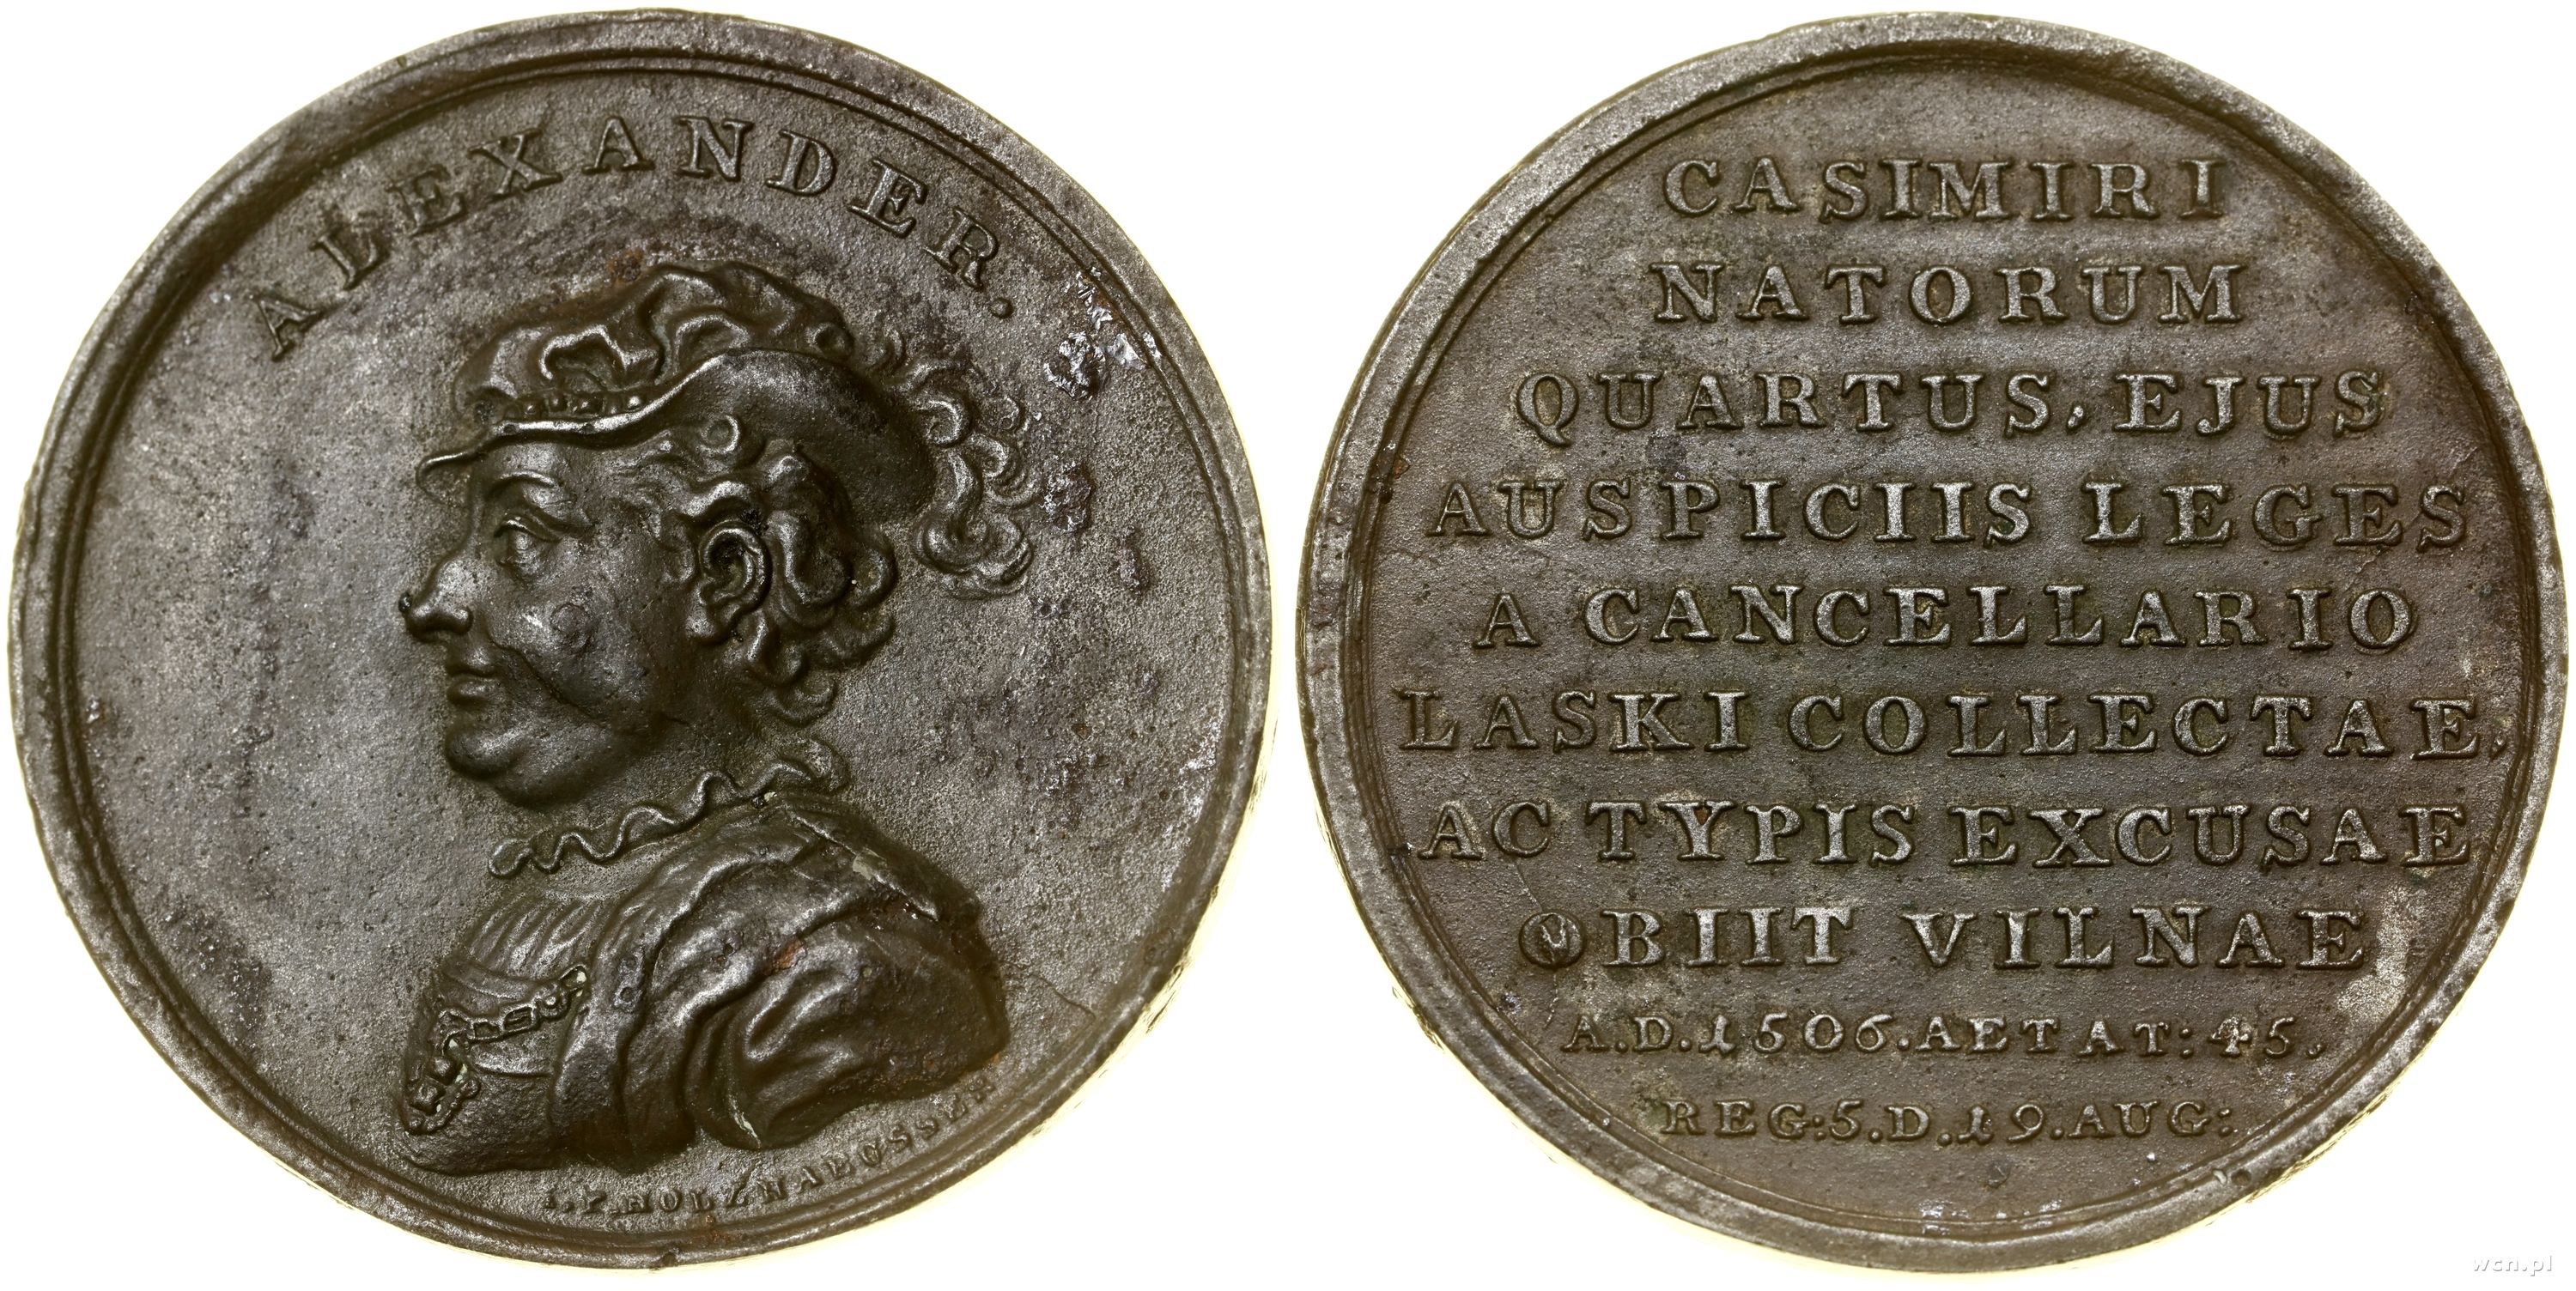 ALEXANDER.
I.P. HOLZHAEUSSER
CASIMIRI
NATORUM
QUARTUS, EJUS
AUSPICIIS LEGES
A CANCELLARIO
LASKI COLLECTAE,
AC TYPIS EXCUSAE
OBIIT VILNAE
A.D.1506.AETAT:45.
REG:5.D.19.AUG:
wcn.pl